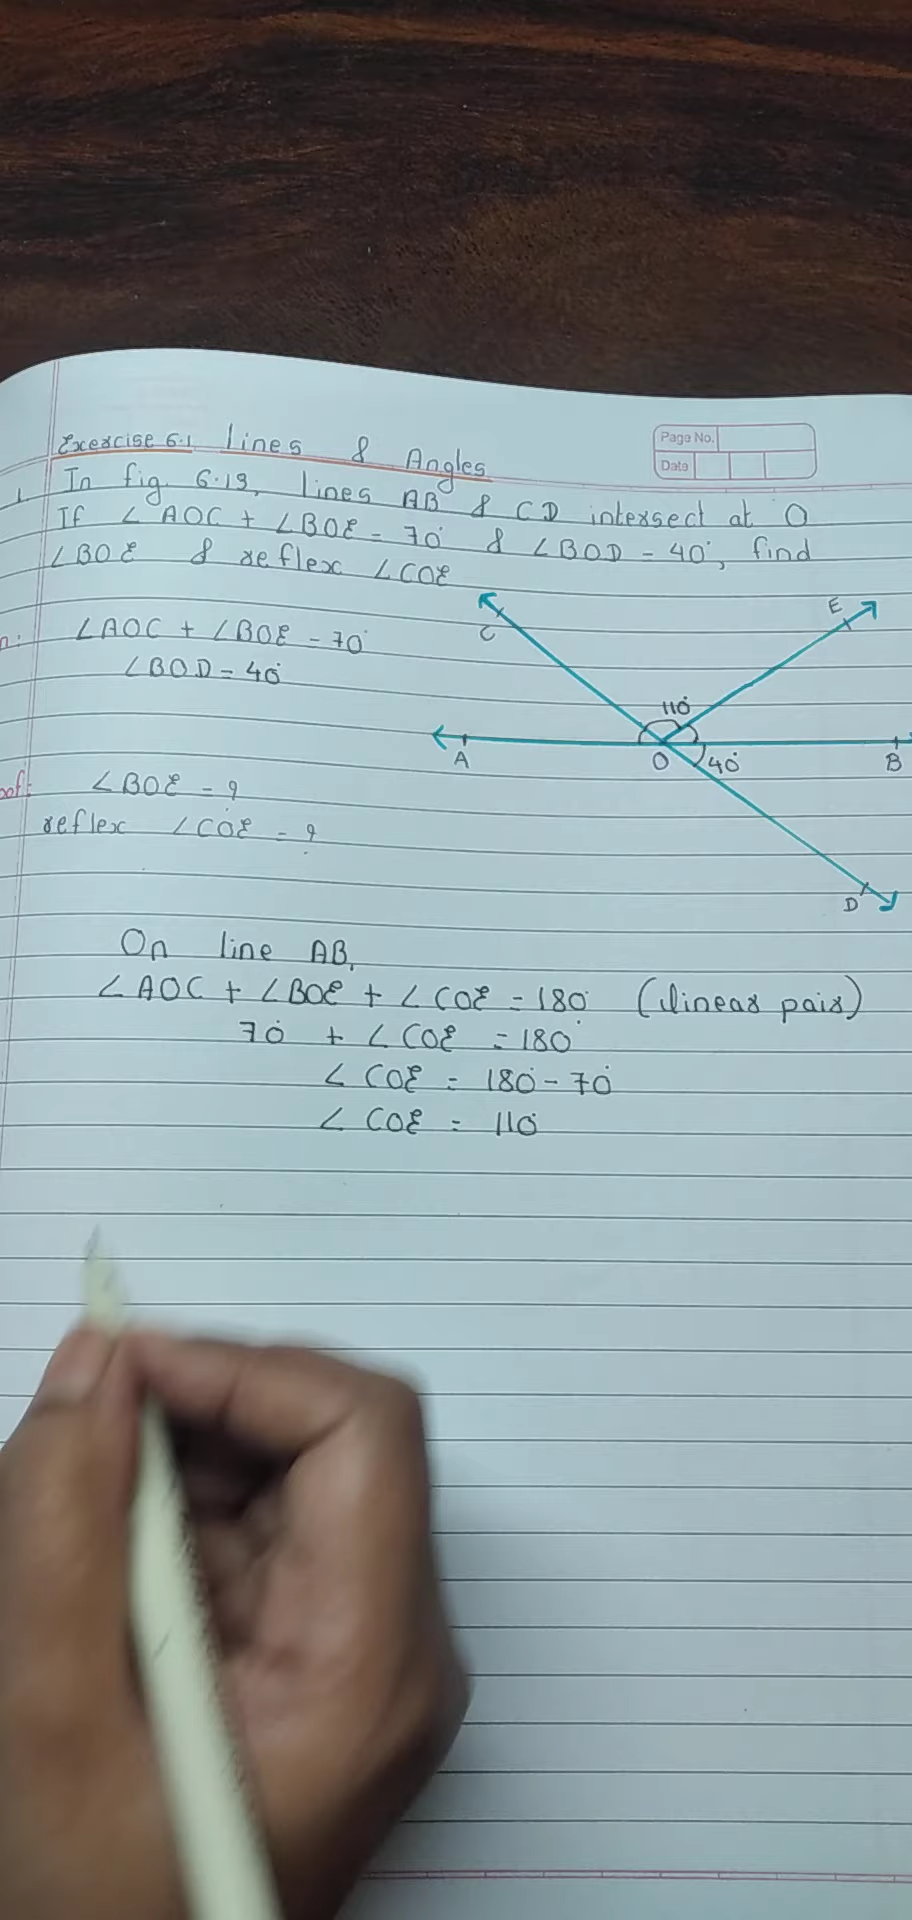 Exercise 6.1 Lines & Angles
Page No.
Date
1. In fig. 6.13, lines AB & CD intersect at O
If ∠AOC + ∠BOE = 70° & ∠BOD = 40°, find
∠BOE & reflex ∠COE
∠AOC + ∠BOE = 70°
∠BOD = 40°
C
E
110°
A
O
40°
B
D
∠BOE = ?
reflex ∠COE = ?
On line AB,
∠AOC + ∠BOE + ∠COE = 180° (linear pair)
70° + ∠COE = 180°
∠COE = 180° - 70°
∠COE = 110°